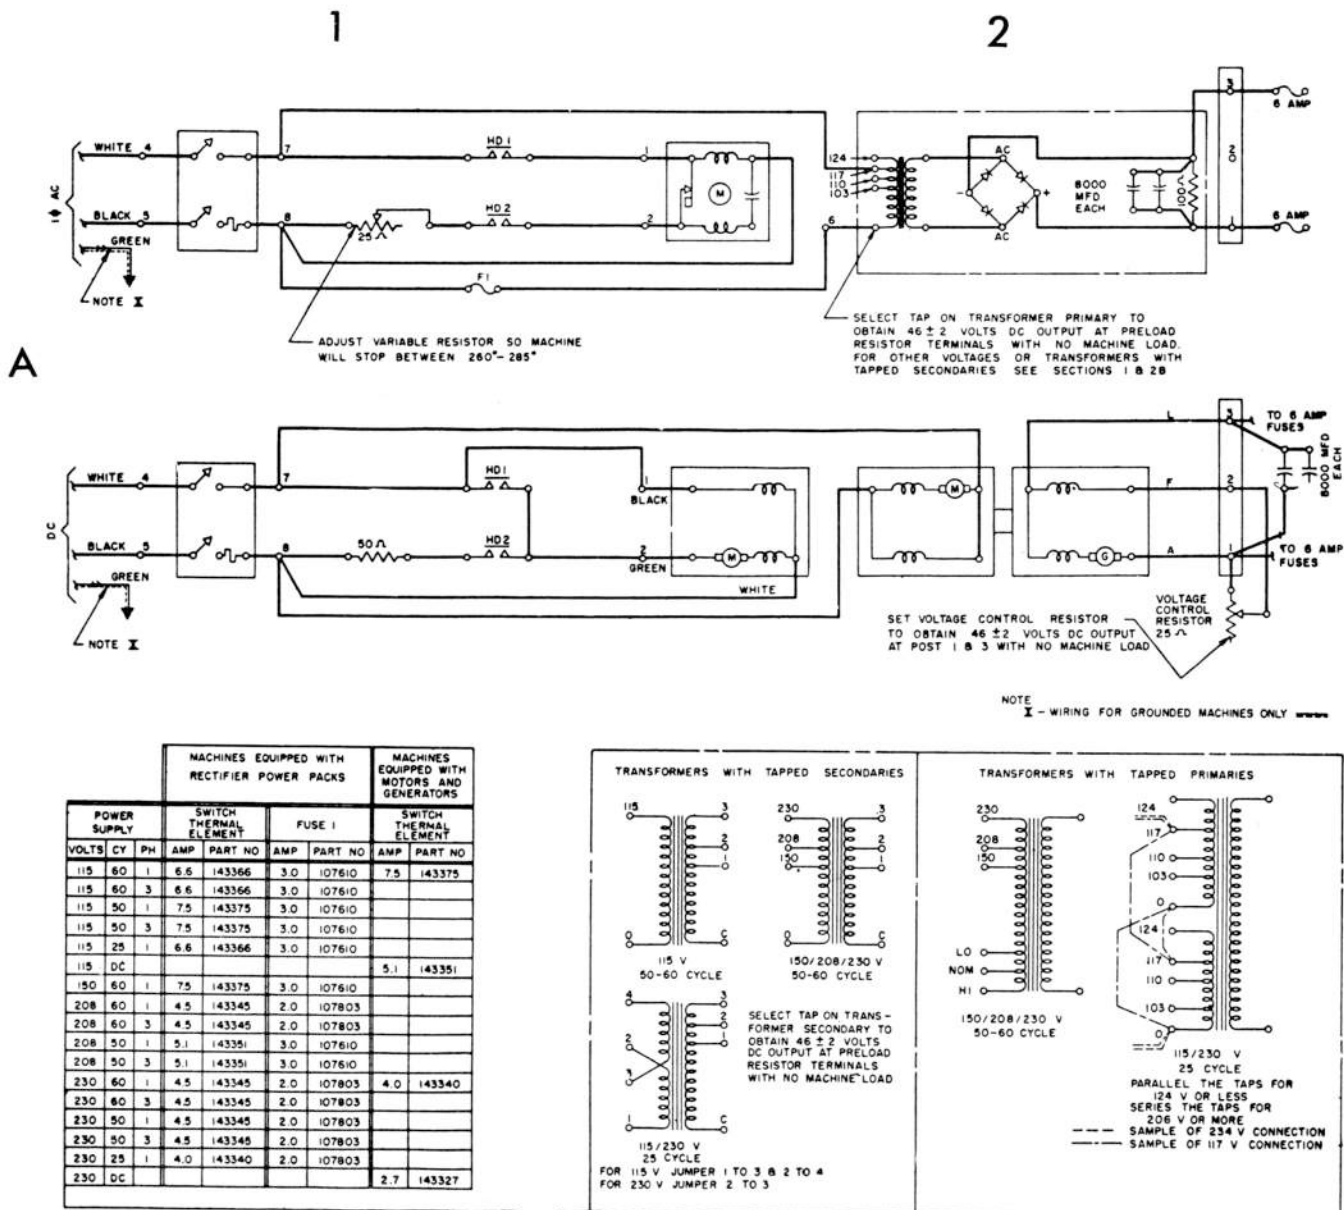 1 2
A
1ϕ AC
WHITE 4
BLACK 5
GREEN
NOTE X
7
8
HD 1
HD2
25 Ω
F1
1
2
M
ADJUST VARIABLE RESISTOR SO MACHINE
WILL STOP BETWEEN 260°-285°
124
117
110
103
6
AC
- +
AC
8000
MFD
EACH
100Ω
3
2
1
6 AMP
6 AMP
SELECT TAP ON TRANSFORMER PRIMARY TO
OBTAIN 46 ± 2 VOLTS DC OUTPUT AT PRELOAD
RESISTOR TERMINALS WITH NO MACHINE LOAD.
FOR OTHER VOLTAGES OR TRANSFORMERS WITH
TAPPED SECONDARIES SEE SECTIONS 1 & 2B
DC
WHITE 4
BLACK 5
GREEN
NOTE X
7
8
50Ω
HD1
HD2
1
BLACK
2
GREEN
WHITE
M
M
G
L
F
A
3
2
1
TO 6 AMP
FUSES
8000 MFD
EACH
TO 6 AMP
FUSES
VOLTAGE
CONTROL
RESISTOR
25 Ω
SET VOLTAGE CONTROL RESISTOR
TO OBTAIN 46 ±2 VOLTS DC OUTPUT
AT POST 1 & 3 WITH NO MACHINE LOAD
NOTE
X - WIRING FOR GROUNDED MACHINES ONLY
MACHINES EQUIPPED WITH
RECTIFIER POWER PACKS
MACHINES
EQUIPPED WITH
MOTORS AND
GENERATORS
POWER
SUPPLY
SWITCH
THERMAL
ELEMENT
FUSE 1
SWITCH
THERMAL
ELEMENT
VOLTS CY PH AMP PART NO AMP PART NO AMP PART NO
115 60 1 6.6 143366 3.0 107610 7.5 143375
115 60 3 6.6 143366 3.0 107610
115 50 1 7.5 143375 3.0 107610
115 50 3 7.5 143375 3.0 107610
115 25 1 6.6 143366 3.0 107610
115 DC 5.1 143351
150 60 1 7.5 143375 3.0 107610
208 60 1 4.5 143345 2.0 107803
208 60 3 4.5 143345 2.0 107803
208 50 1 5.1 143351 3.0 107610
208 50 3 5.1 143351 3.0 107610
230 60 1 4.5 143345 2.0 107803 4.0 143340
230 60 3 4.5 143345 2.0 107803
230 50 1 4.5 143345 2.0 107803
230 50 3 4.5 143345 2.0 107803
230 25 1 4.0 143340 2.0 107803
230 DC 2.7 143327
TRANSFORMERS WITH TAPPED SECONDARIES
115 3
2
1
0 C
115 V
50-60 CYCLE
230 3
208 2
150 1
0 C
150/208/230 V
50-60 CYCLE
4 3
2
2 1
3
1 C
115/230 V
25 CYCLE
FOR 115 V JUMPER 1 TO 3 & 2 TO 4
FOR 230 V JUMPER 2 TO 3
SELECT TAP ON TRANS-
FORMER SECONDARY TO
OBTAIN 46 ± 2 VOLTS
DC OUTPUT AT PRELOAD
RESISTOR TERMINALS
WITH NO MACHINE LOAD
TRANSFORMERS WITH TAPPED PRIMARIES
230
208
150
LO
NOM
HI
150/208/230 V
50-60 CYCLE
124
117
110
103
0
124
117
110
103
0
115/230 V
25 CYCLE
PARALLEL THE TAPS FOR
124 V OR LESS
SERIES THE TAPS FOR
206 V OR MORE
SAMPLE OF 234 V CONNECTION
SAMPLE OF 117 V CONNECTION